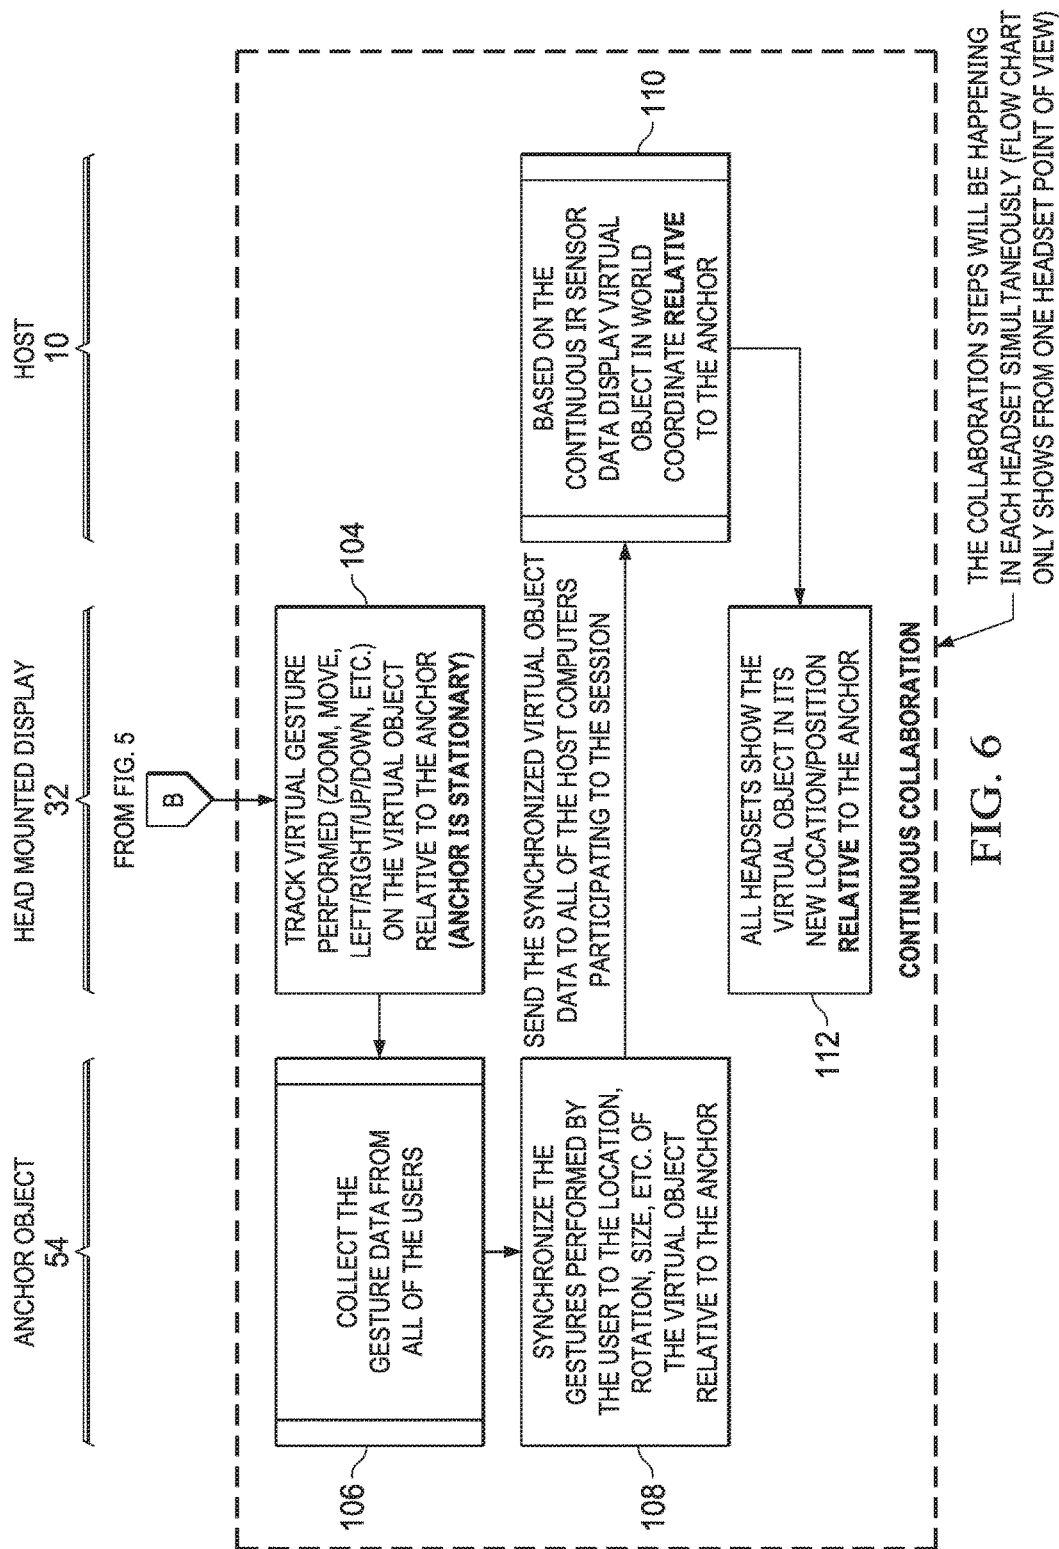 ANCHOR OBJECT
54
HEAD MOUNTED DISPLAY
32
HOST
10
FROM FIG. 5
B
TRACK VIRTUAL GESTURE
PERFORMED (ZOOM, MOVE,
LEFT/RIGHT/UP/DOWN, ETC.)
ON THE VIRTUAL OBJECT
RELATIVE TO THE ANCHOR
(ANCHOR IS STATIONARY)
104
COLLECT THE
GESTURE DATA FROM
ALL OF THE USERS
106
SYNCHRONIZE THE
GESTURES PERFORMED BY
THE USER TO THE LOCATION,
ROTATION, SIZE, ETC. OF
THE VIRTUAL OBJECT
RELATIVE TO THE ANCHOR
108
SEND THE SYNCHRONIZED VIRTUAL OBJECT
DATA TO ALL OF THE HOST COMPUTERS
PARTICIPATING TO THE SESSION
BASED ON THE
CONTINUOUS IR SENSOR
DATA DISPLAY VIRTUAL
OBJECT IN WORLD
COORDINATE RELATIVE
TO THE ANCHOR
110
ALL HEADSETS SHOW THE
VIRTUAL OBJECT IN ITS
NEW LOCATION/POSITION
RELATIVE TO THE ANCHOR
112
CONTINUOUS COLLABORATION
THE COLLABORATION STEPS WILL BE HAPPENING
IN EACH HEADSET SIMULTANEOUSLY (FLOW CHART
ONLY SHOWS FROM ONE HEADSET POINT OF VIEW)
FIG. 6